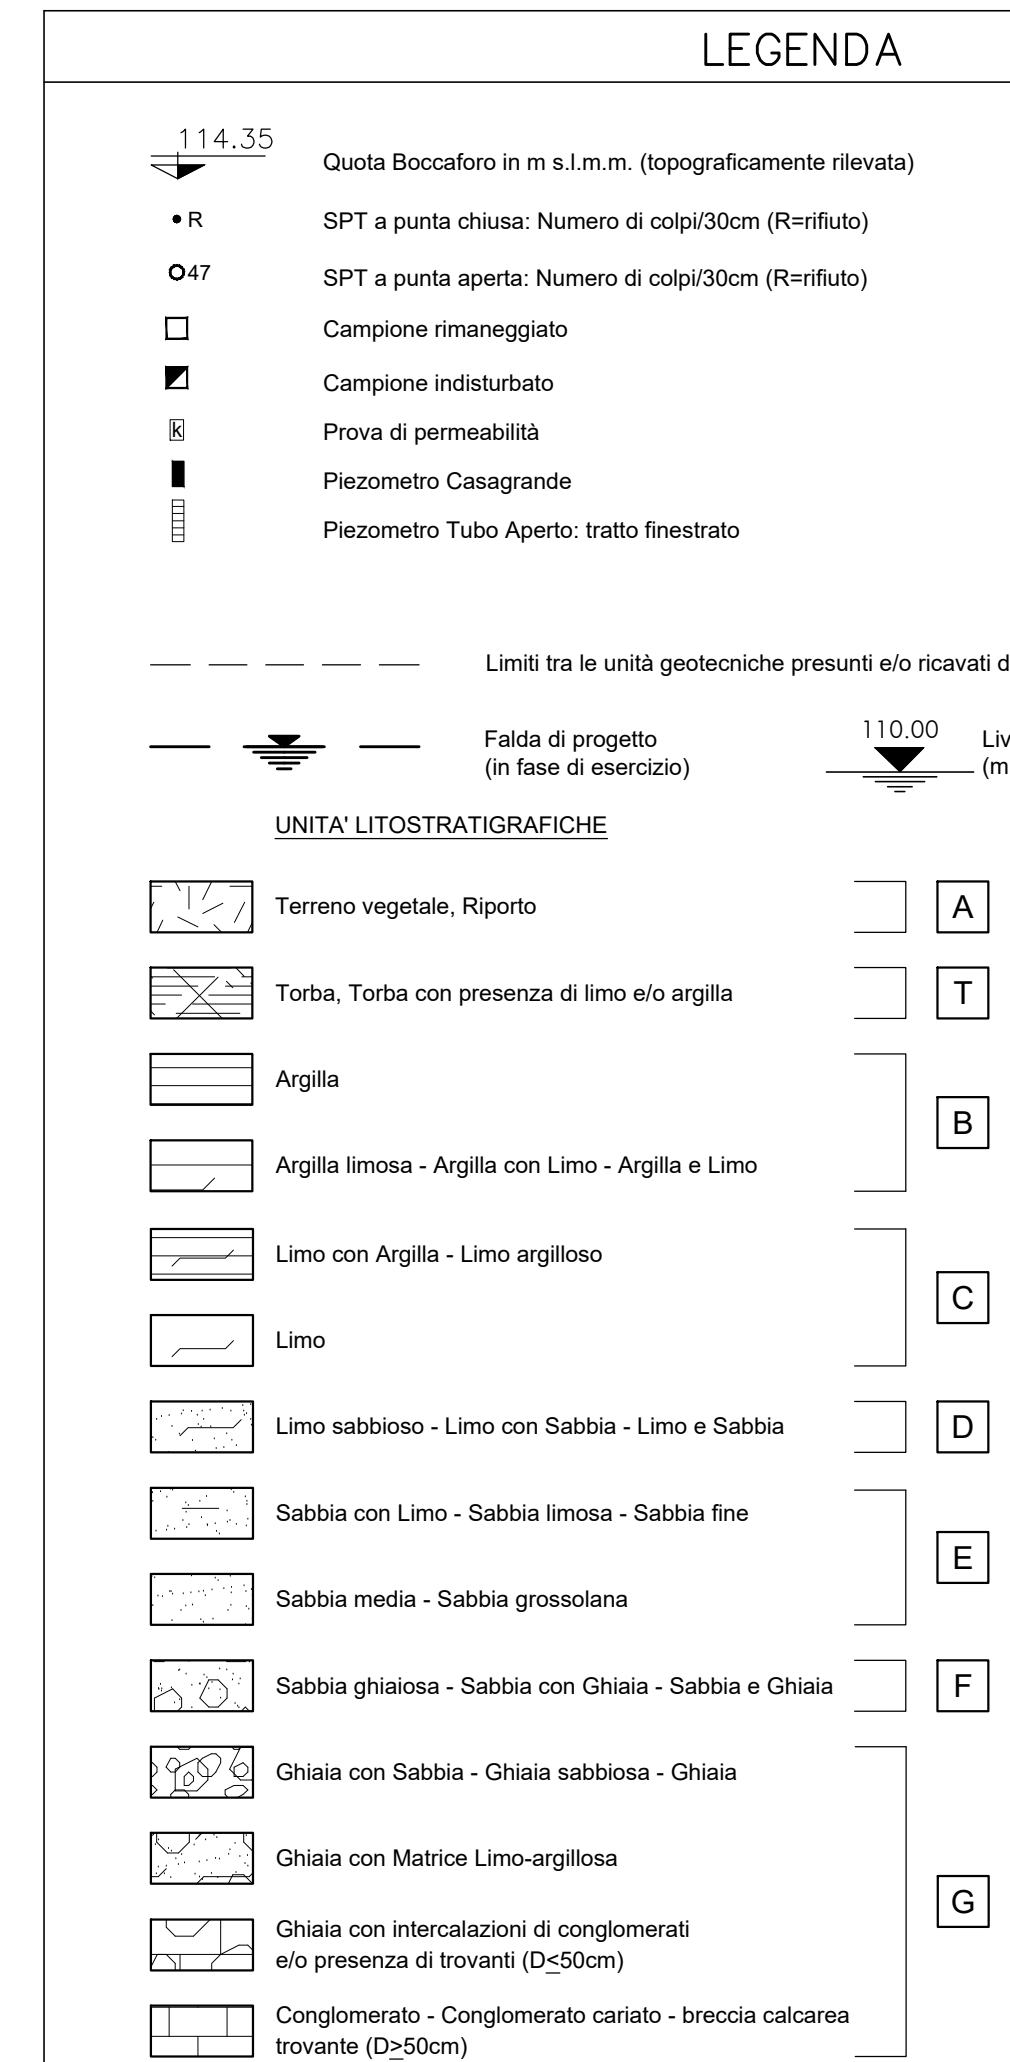 LEGENDA
114.35
Quota Boccaforo in m s.l.m.m. (topograficamente rilevata)
R
SPT a punta chiusa: Numero di colpi/30cm (R=rifiuto)
47
SPT a punta aperta: Numero di colpi/30cm (R=rifiuto)
Campione rimaneggiato
Campione indisturbato
k
Prova di permeabilità
Piezometro Casagrande
Piezometro Tubo Aperto: tratto finestrato
Limiti tra le unità geotecniche presunti e/o ricavati d
Falda di progetto
(in fase di esercizio)
110.00
Liv
(m
UNITA' LITOSTRATIGRAFICHE
Terreno vegetale, Riporto
A
Torba, Torba con presenza di limo e/o argilla
T
Argilla
B
Argilla limosa - Argilla con Limo - Argilla e Limo
Limo con Argilla - Limo argilloso
C
Limo
Limo sabbioso - Limo con Sabbia - Limo e Sabbia
D
Sabbia con Limo - Sabbia limosa - Sabbia fine
E
Sabbia media - Sabbia grossolana
Sabbia ghiaiosa - Sabbia con Ghiaia - Sabbia e Ghiaia
F
Ghiaia con Sabbia - Ghiaia sabbiosa - Ghiaia
Ghiaia con Matrice Limo-argillosa
G
Ghiaia con intercalazioni di conglomerati
e/o presenza di trovanti (D≤50cm)
Conglomerato - Conglomerato cariato - breccia calcarea
trovante (D≥50cm)